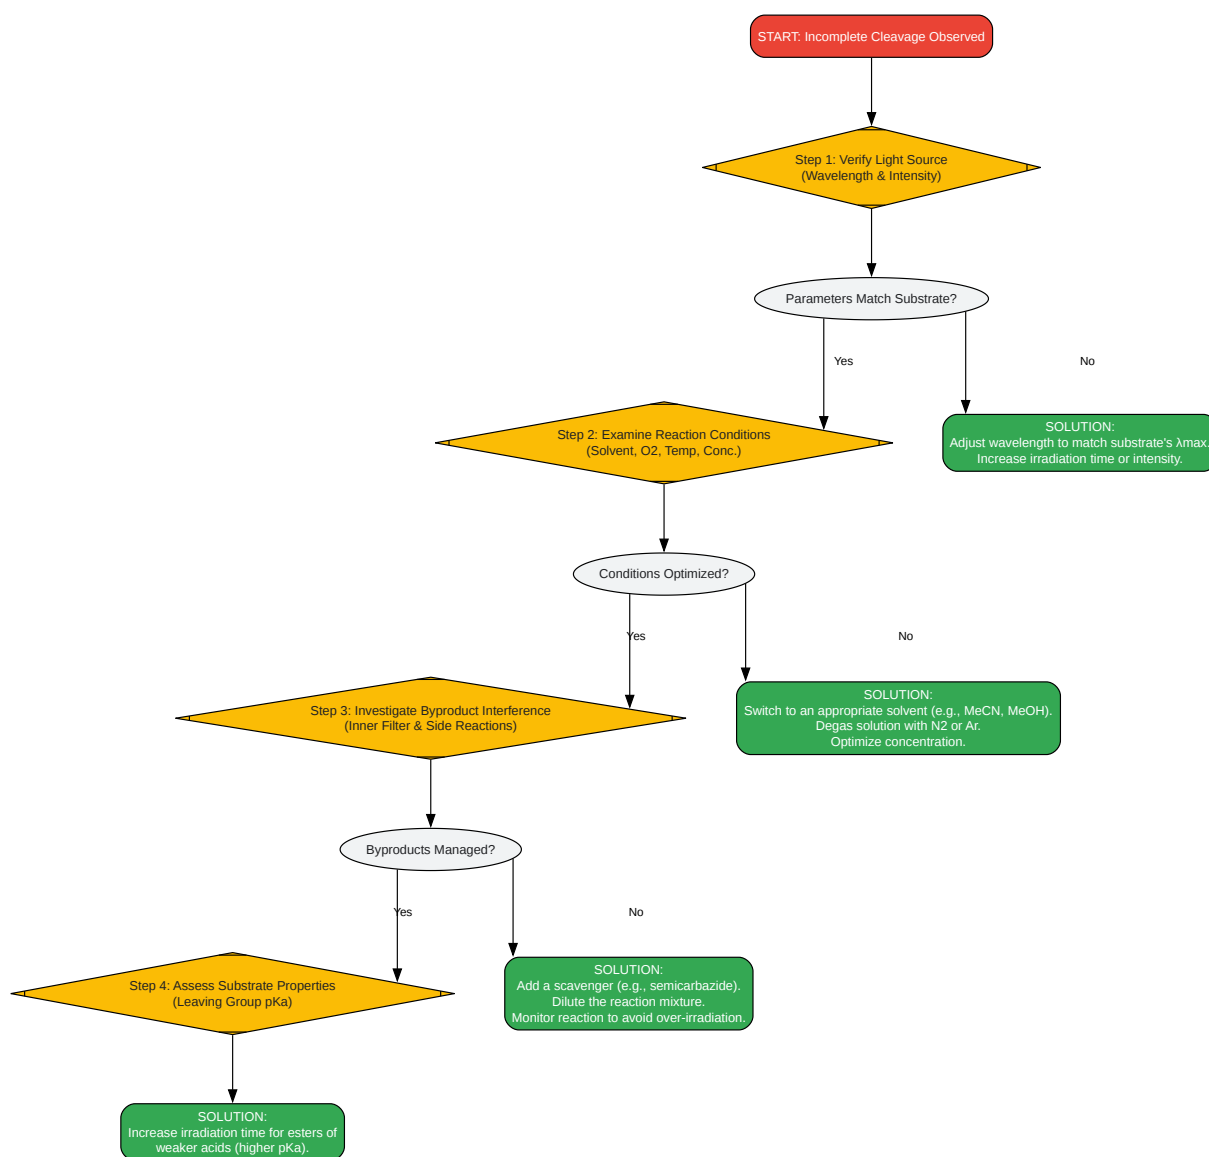 START: Incomplete Cleavage Observed
Step 1: Verify Light Source
(Wavelength & Intensity)
Parameters Match Substrate?
Yes
No
Step 2: Examine Reaction Conditions
(Solvent, O2, Temp, Conc.)
SOLUTION:
Adjust wavelength to match substrate's λmax.
Increase irradiation time or intensity.
Conditions Optimized?
Yes
No
Step 3: Investigate Byproduct Interference
(Inner Filter & Side Reactions)
SOLUTION:
Switch to an appropriate solvent (e.g., MeCN, MeOH).
Degas solution with N2 or Ar.
Optimize concentration.
Byproducts Managed?
Yes
No
Step 4: Assess Substrate Properties
(Leaving Group pKa)
SOLUTION:
Add a scavenger (e.g., semicarbazide).
Dilute the reaction mixture.
Monitor reaction to avoid over-irradiation.
SOLUTION:
Increase irradiation time for esters of
weaker acids (higher pKa).